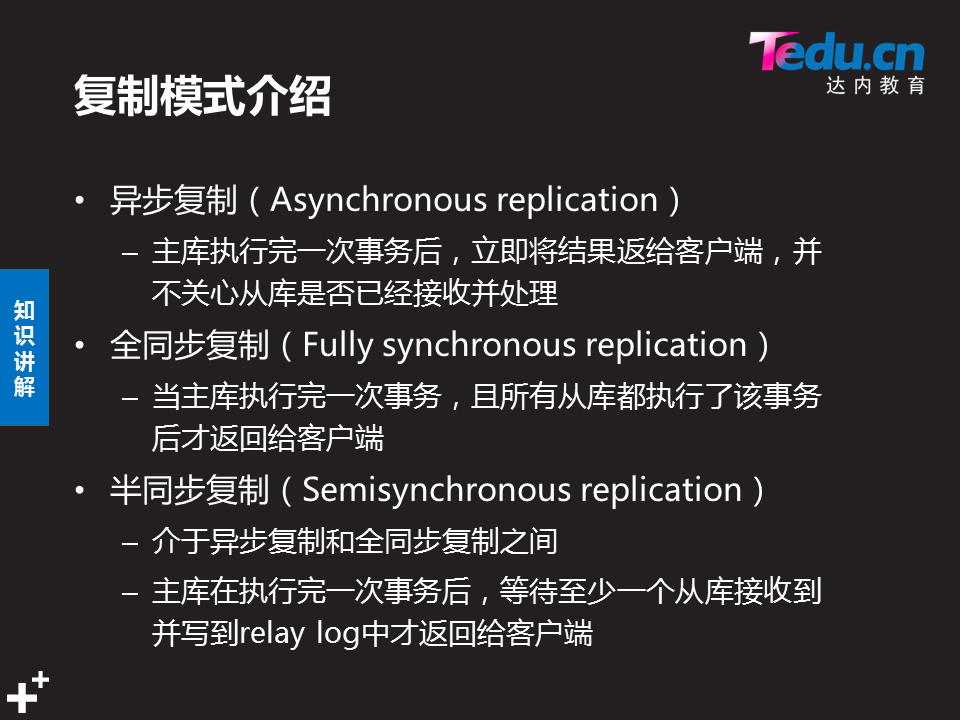 Tedu.cn
达内教育
复制模式介绍
• 异步复制（Asynchronous replication）
– 主库执行完一次事务后，立即将结果返给客户端，并
不关心从库是否已经接收并处理
• 全同步复制（Fully synchronous replication）
– 当主库执行完一次事务，且所有从库都执行了该事务
后才返回给客户端
• 半同步复制（Semisynchronous replication）
– 介于异步复制和全同步复制之间
– 主库在执行完一次事务后，等待至少一个从库接收到
并写到relay log中才返回给客户端
知
识
讲
解